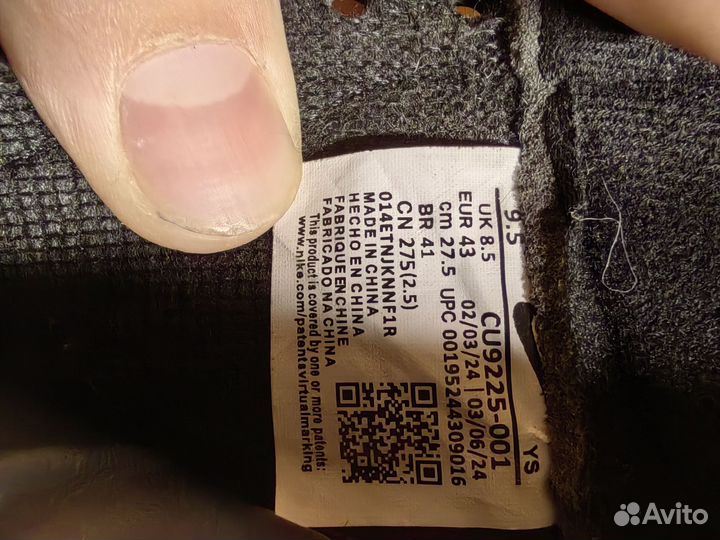 9.5 YS
UK 8.5 CU9225-001
EUR 43 02/03/24 | 03/06/24
cm 27.5 UPC 00195244309016
BR 41
CN 275(2.5)
014ETNJKNNF1R
MADE IN CHINA
HECHO EN CHINA
FABRIQUE EN CHINE
FABRICADO NA CHINA
This product is covered by one or more patents:
www.nike.com/patentsvirtualmarking
Avito